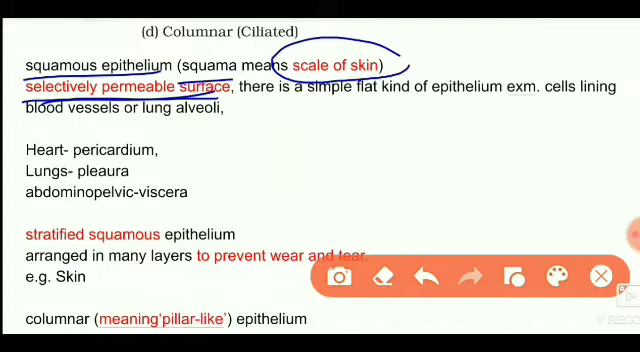 (d) Columnar (Ciliated)
squamous epithelium (squama means scale of skin)
selectively permeable surface, there is a simple flat kind of epithelium exm. cells lining
blood vessels or lung alveoli,
Heart- pericardium,
Lungs- pleaura
abdominopelvic-viscera
stratified squamous epithelium
arranged in many layers to prevent wear and tear.
e.g. Skin
columnar (meaning‘pillar-like’) epithelium